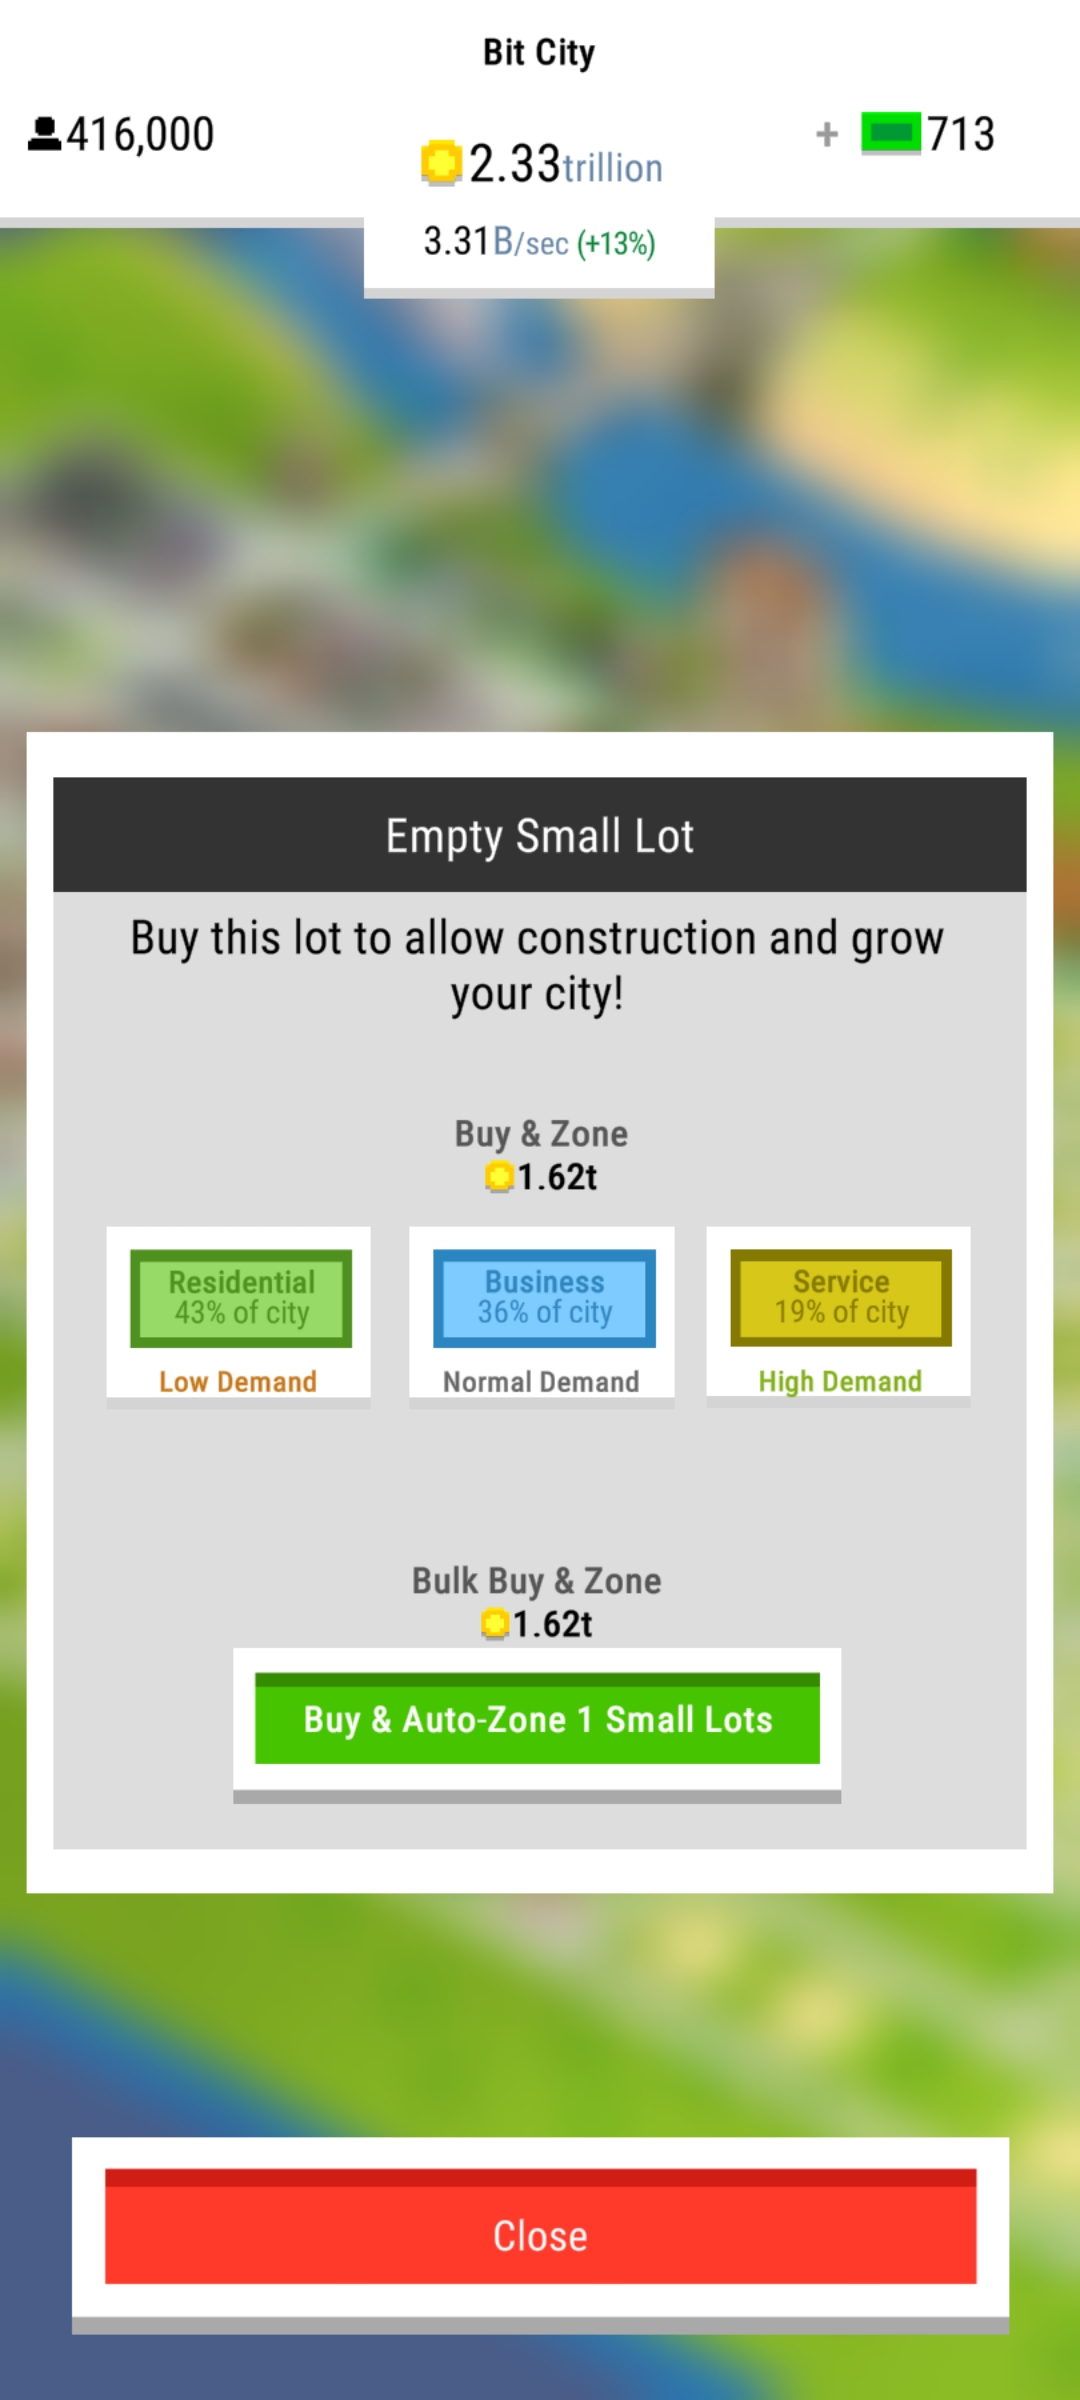 Bit City
416,000
2.33trillion
+ 713
3.31B/sec (+13%)
Empty Small Lot
Buy this lot to allow construction and grow
your city!
Buy & Zone
1.62t
Residential
43% of city
Low Demand
Business
36% of city
Normal Demand
Service
19% of city
High Demand
Bulk Buy & Zone
1.62t
Buy & Auto-Zone 1 Small Lots
Close